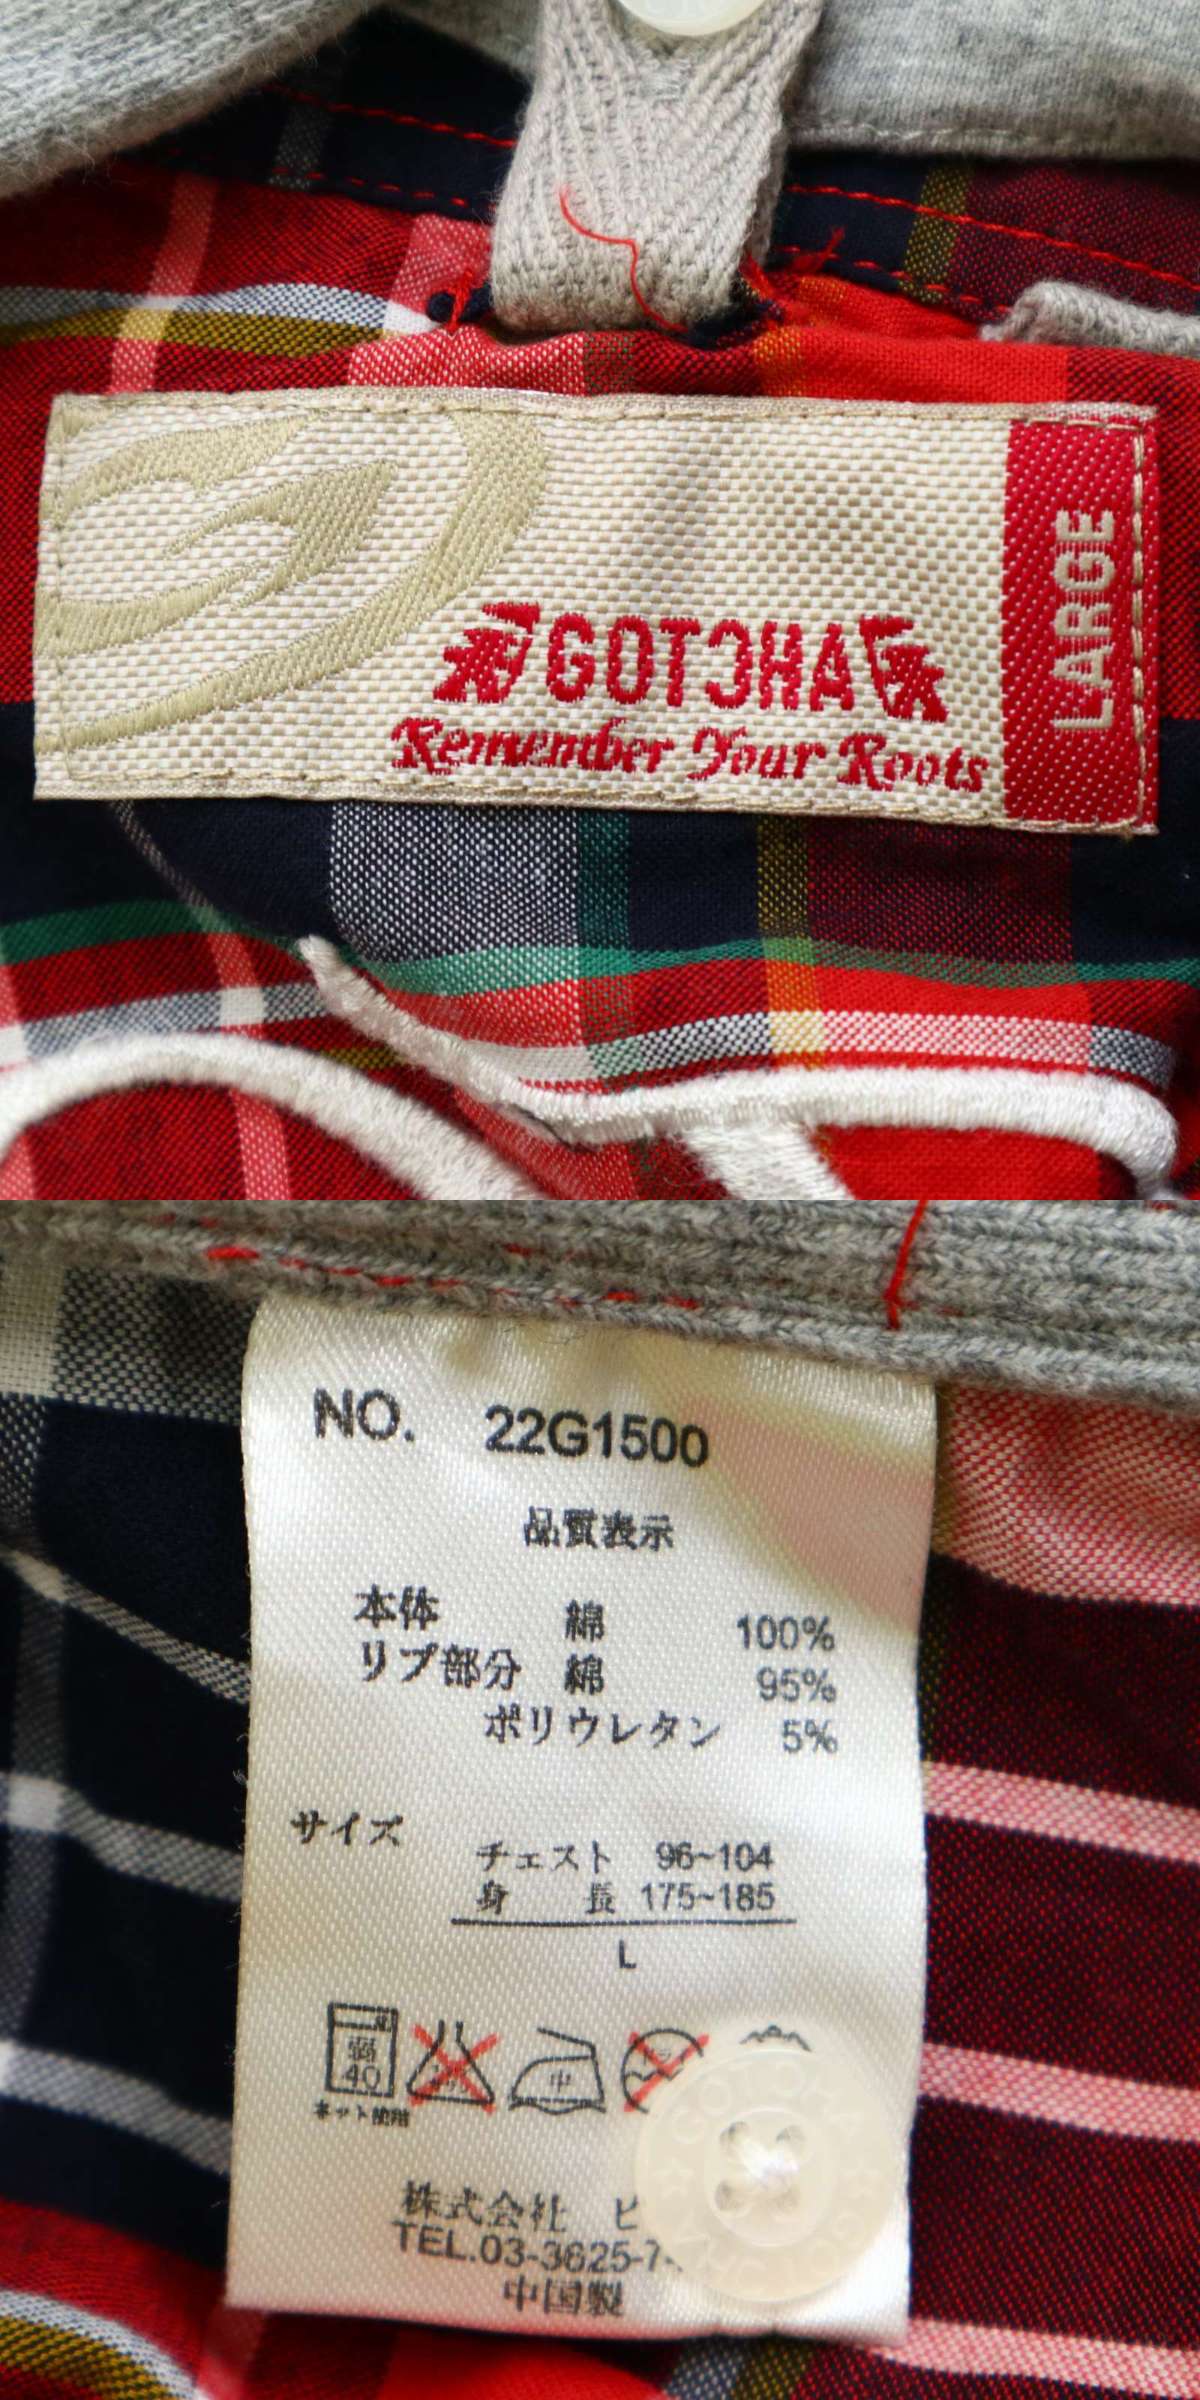 GOTCHA
Remember Your Roots
LARGE
NO. 22G1500
品質表示
本体 綿 100%
リブ部分 綿 95%
ポリウレタン 5%
サイズ
チェスト 96~104
身 長 175~185
L
弱
40
中
ネット使用
株式会社 ビ
TEL.03-3625-7
中国製
GOTCHA
GOTCHA